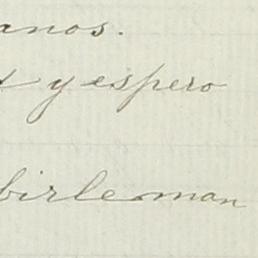 anos.
y espero
birle man